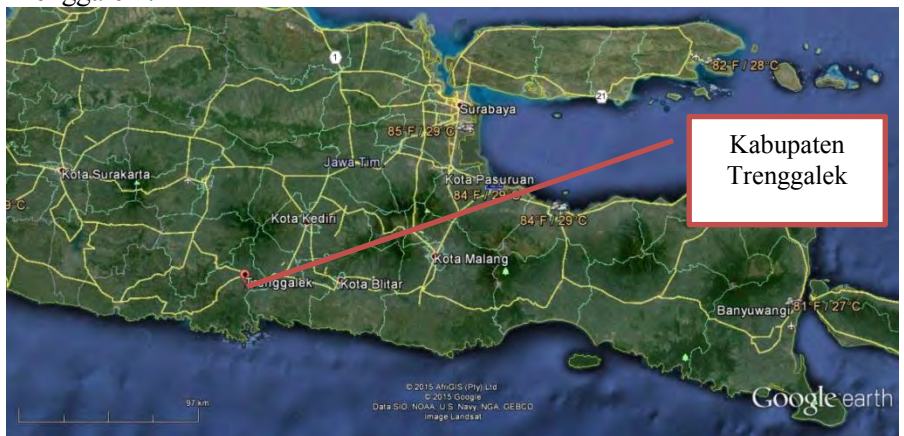 1
82°F / 28°C
21
Surabaya
85°F / 29°C
Kabupaten
Trenggalek
Jawa Tim
Kota Surakarta
Kota Pasuruan
84°F / 29°C
9°C
Kota Kediri
84°F / 29°C
Kota Malang
Trenggalek
Kota Blitar
Banyuwangi
81°F / 27°C
© 2015 AfriGIS (Pty) Ltd
© 2015 Google
Data SIO, NOAA, U.S. Navy, NGA, GEBCO
Image Landsat
Google earth
97 km